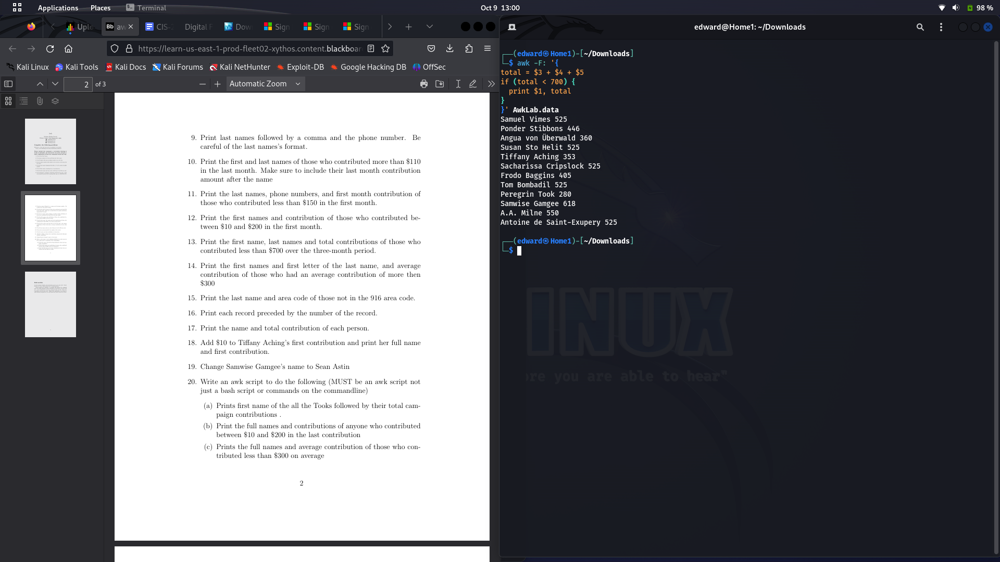 Applications Places Terminal
Oct 9 13:00
98 %
Uplo
Bb aw
CIS-2
Digital F
Dow
Sign
Sign
Sign
https://learn-us-east-1-prod-fleet02-xythos.content.blackboar
Kali Linux Kali Tools Kali Docs Kali Forums Kali NetHunter Exploit-DB Google Hacking DB OffSec
2 of 3
Automatic Zoom
9. Print last names followed by a comma and the phone number. Be
careful of the last names's format.
10. Print the first and last names of those who contributed more than $110
in the last month. Make sure to include their last month contribution
amount after the name
11. Print the last names, phone numbers, and first month contribution of
those who contributed less than $150 in the first month.
12. Print the first names and contribution of those who contributed be-
tween $10 and $200 in the first month.
13. Print the first name, last names and total contributions of those who
contributed less than $700 over the three-month period.
14. Print the first names and first letter of the last name, and average
contribution of those who had an average contribution of more then
$300
15. Print the last name and area code of those not in the 916 area code.
16. Print each record preceded by the number of the record.
17. Print the name and total contribution of each person.
18. Add $10 to Tiffany Aching's first contribution and print her full name
and first contribution.
19. Change Samwise Gamgee's name to Sean Astin
20. Write an awk script to do the following (MUST be an awk script not
just a bash script or commands on the commandline)
(a) Prints first name of the all the Tooks followed by their total cam-
paign contributions .
(b) Print the full names and contributions of anyone who contributed
between $10 and $200 in the last contribution
(c) Prints the full names and average contribution of those who con-
tributed less than $300 on average
2
edward@Home1: ~/Downloads
┌──(edward㉿Home1)-[~/Downloads]
└─$ awk -F: '{
total = $3 + $4 + $5
if (total < 700) {
print $1, total
}
}' AwkLab.data
Samuel Vimes 525
Ponder Stibbons 446
Angua von Überwald 360
Susan Sto Helit 525
Tiffany Aching 353
Sacharissa Cripslock 525
Frodo Baggins 405
Tom Bombadil 525
Peregrin Took 280
Samwise Gamgee 618
A.A. Milne 550
Antoine de Saint-Exupery 525
┌──(edward㉿Home1)-[~/Downloads]
└─$
INUX
re you are able to hear"